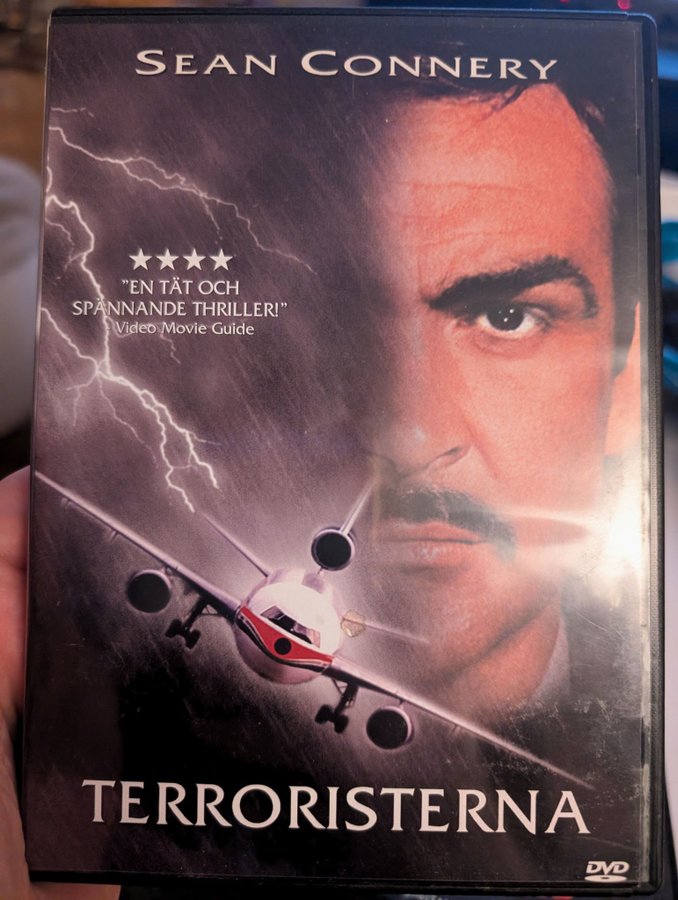 SEAN CONNERY
"EN TÄT OCH
SPÄNNANDE THRILLER!"
Video Movie Guide
TERRORISTERNA
DVD